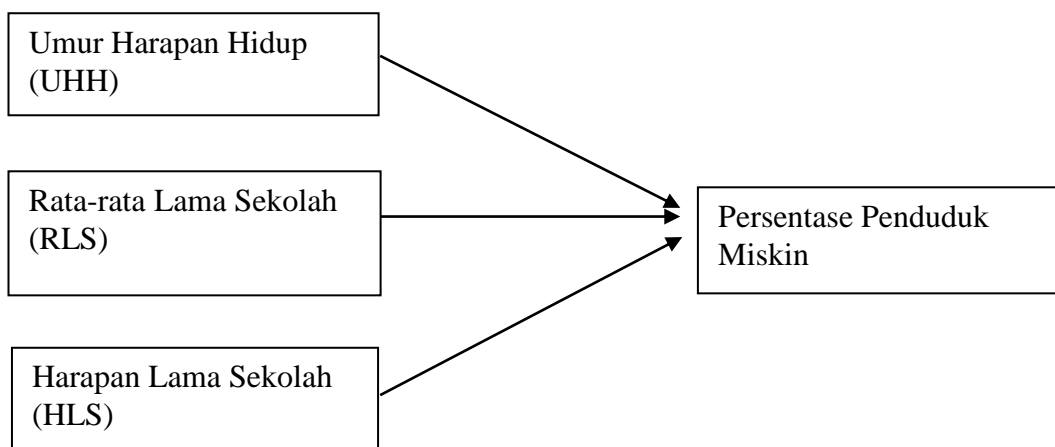 Umur Harapan Hidup
(UHH)
Rata-rata Lama Sekolah
(RLS)
Persentase Penduduk
Miskin
Harapan Lama Sekolah
(HLS)